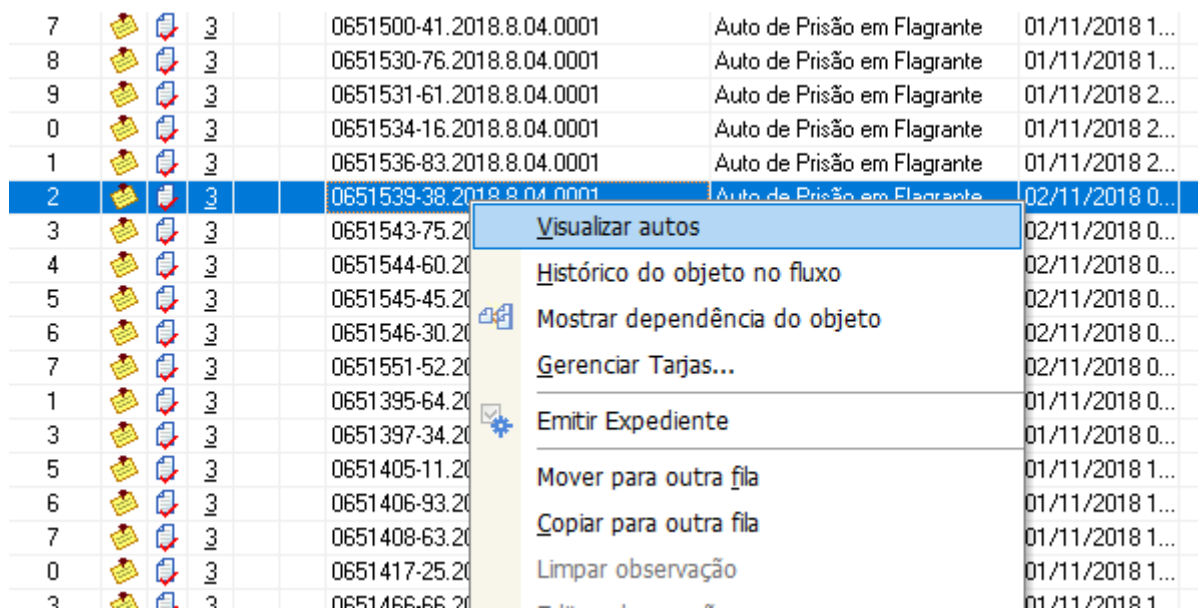 7 3 0651500-41.2018.8.04.0001 Auto de Prisão em Flagrante 01/11/2018 1...
8 3 0651530-76.2018.8.04.0001 Auto de Prisão em Flagrante 01/11/2018 1...
9 3 0651531-61.2018.8.04.0001 Auto de Prisão em Flagrante 01/11/2018 2...
0 3 0651534-16.2018.8.04.0001 Auto de Prisão em Flagrante 01/11/2018 2...
1 3 0651536-83.2018.8.04.0001 Auto de Prisão em Flagrante 01/11/2018 2...
2 3 0651539-38.2018.8.04.0001 Auto de Prisão em Flagrante 02/11/2018 0...
Visualizar autos
3 3 0651543-75.20 02/11/2018 0...
Histórico do objeto no fluxo
4 3 0651544-60.20 02/11/2018 0...
5 3 0651545-45.20 02/11/2018 0...
Mostrar dependência do objeto
6 3 0651546-30.20 02/11/2018 0...
7 3 0651551-52.20 02/11/2018 0...
Gerenciar Tarjas...
1 3 0651395-64.20 01/11/2018 0...
Emitir Expediente
3 3 0651397-34.20 01/11/2018 0...
5 3 0651405-11.20 01/11/2018 1...
Mover para outra fila
6 3 0651406-93.20 01/11/2018 1...
Copiar para outra fila
7 3 0651408-63.20 01/11/2018 1...
0 3 0651417-25.20 01/11/2018 1...
Limpar observação
3 3 0651466-66.20 01/11/2018 1...